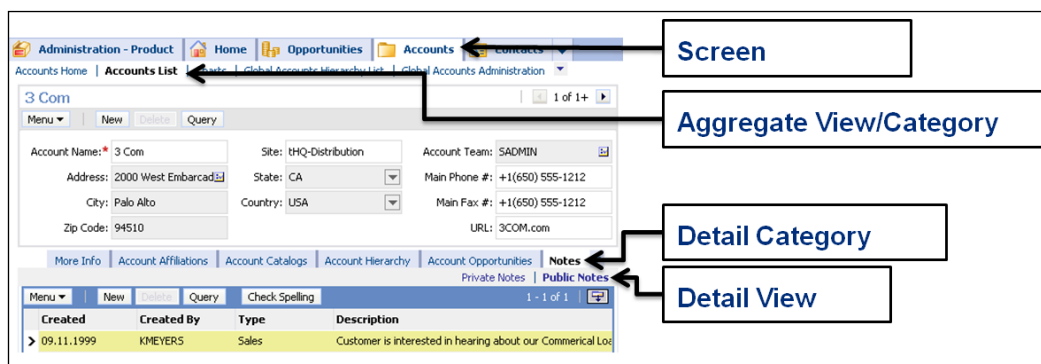 Administration - Product Home Opportunities Accounts Contacts
Screen
Accounts Home | Accounts List | Charts | Global Accounts Hierarchy List | Global Accounts Administration
3 Com 1 of 1+
Menu New Delete Query
Aggregate View/Category
Account Name:* 3 Com Site: tHQ-Distribution Account Team: SADMIN
Address: 2000 West Embarcad State: CA Main Phone #: +1(650) 555-1212
City: Palo Alto Country: USA Main Fax #: +1(650) 555-1212
Zip Code: 94510 URL: 3COM.com
Detail Category
More Info Account Affiliations Account Catalogs Account Hierarchy Account Opportunities Notes
Private Notes | Public Notes
Detail View
Menu New Delete Query Check Spelling 1 - 1 of 1
Created Created By Type Description
09.11.1999 KMEYERS Sales Customer is interested in hearing about our Commerical Loa